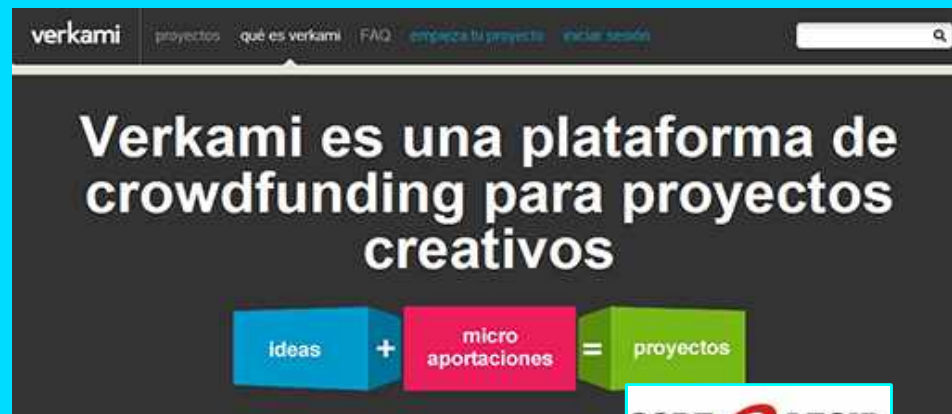 verkami proyectos qué es verkami FAQ empieza tu proyecto iniciar sesión
Verkami es una plataforma de
crowdfunding para proyectos
creativos
ideas + micro aportaciones = proyectos